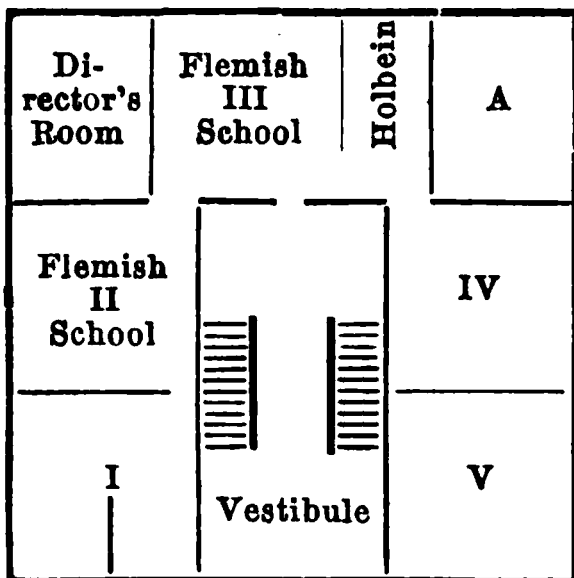 Di-
rector's
Room
Flemish
III
School
Holbein
A
Flemish
II
School
IV
I
V
Vestibule